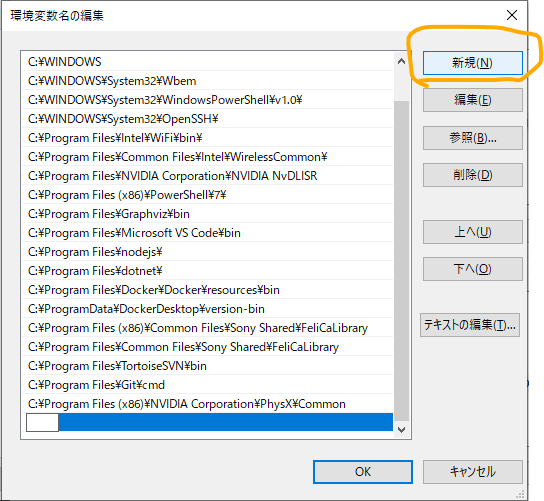 環境変数名の編集
C:¥WINDOWS
C:¥WINDOWS¥System32¥Wbem
C:¥WINDOWS¥System32¥WindowsPowerShell¥v1.0¥
C:¥WINDOWS¥System32¥OpenSSH¥
C:¥Program Files¥Intel¥WiFi¥bin¥
C:¥Program Files¥Common Files¥Intel¥WirelessCommon¥
C:¥Program Files¥NVIDIA Corporation¥NVIDIA NvDLISR
C:¥Program Files (x86)¥PowerShell¥7¥
C:¥Program Files¥Graphviz¥bin
C:¥Program Files¥Microsoft VS Code¥bin
C:¥Program Files¥nodejs¥
C:¥Program Files¥dotnet¥
C:¥Program Files¥Docker¥Docker¥resources¥bin
C:¥ProgramData¥DockerDesktop¥version-bin
C:¥Program Files (x86)¥Common Files¥Sony Shared¥FeliCaLibrary
C:¥Program Files¥Common Files¥Sony Shared¥FeliCaLibrary
C:¥Program Files¥TortoiseSVN¥bin
C:¥Program Files¥Git¥cmd
C:¥Program Files (x86)¥NVIDIA Corporation¥PhysX¥Common
新規(N)
編集(E)
参照(B)...
削除(D)
上へ(U)
下へ(O)
テキストの編集(T)...
OK
キャンセル